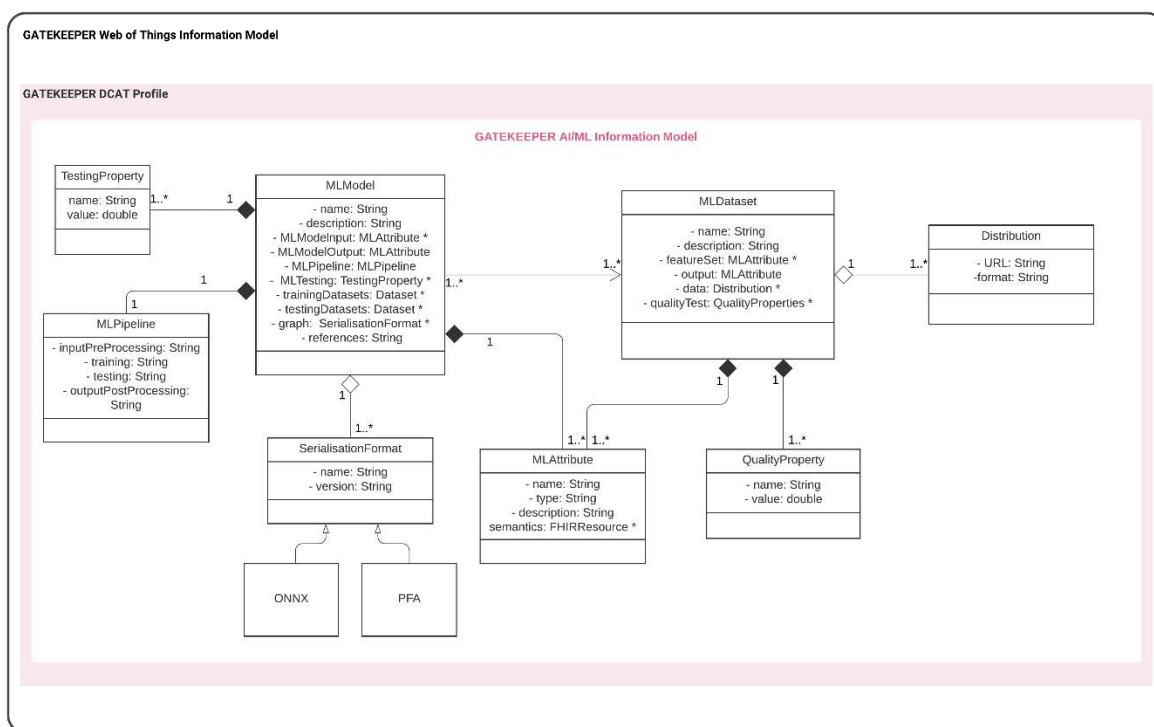 GATEKEEPER Web of Things Information Model
GATEKEEPER DCAT Profile
GATEKEEPER AI/ML Information Model
TestingProperty
name: String
value: double
1..*
1
MLModel
- name: String
- description: String
- MLModelnput: MLAttribute *
- MLModelOutput: MLAttribute
- MLPipeline: MLPipeline
- MLTesting: TestingProperty *
- trainingDatasets: Dataset *
- testingDatasets: Dataset *
- graph: SerialisationFormat *
- references: String
1..*
1..*
MLDataset
- name: String
- description: String
- featureSet: MLAttribute *
- output: MLAttribute
- data: Distribution *
- qualityTest: QualityProperties *
1
1..*
Distribution
- URL: String
-format: String
1
1
MLPipeline
- inputPreProcessing: String
- training: String
- testing: String
- outputPostProcessing:
String
1
1..*
SerialisationFormat
- name: String
- version: String
ONNX
PFA
1
1..*
1
1..*
MLAttribute
- name: String
- type: String
- description: String
semantics: FHIRResource *
1
1..*
QualityProperty
- name: String
- value: double